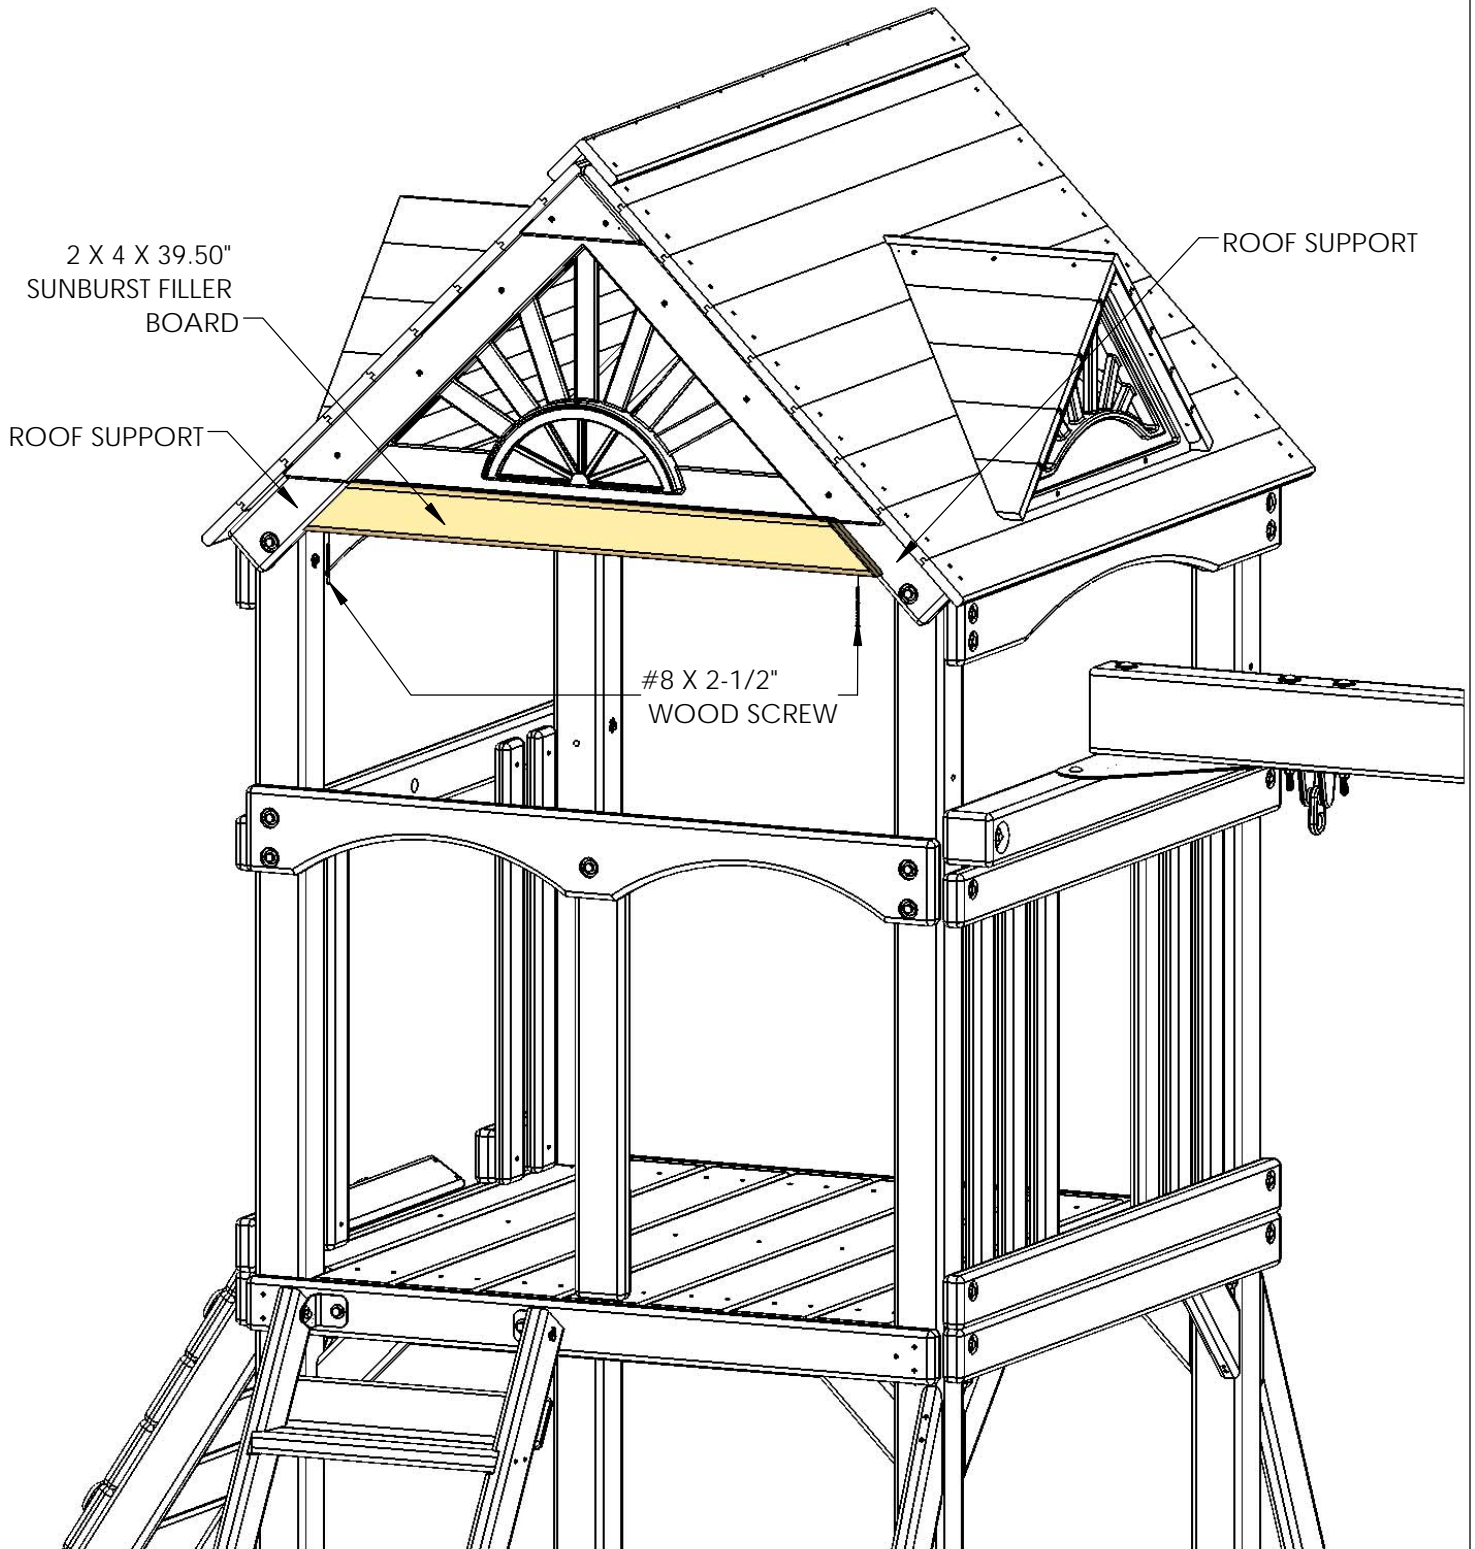 2 X 4 X 39.50"
SUNBURST FILLER
BOARD
ROOF SUPPORT
ROOF SUPPORT
#8 X 2-1/2"
WOOD SCREW